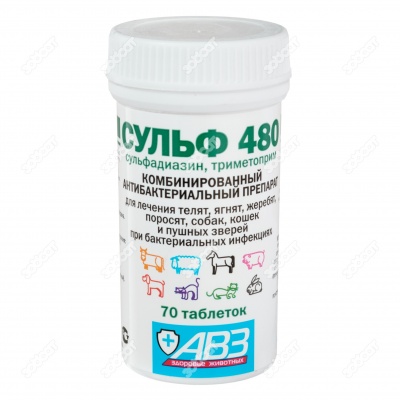 СУЛЬФ 480
сульфадиазин, триметоприм
КОМБИНИРОВАННЫЙ
АНТИБАКТЕРИАЛЬНЫЙ ПРЕПАРАТ
для лечения телят, ягнят, жеребят,
поросят, собак, кошек
и пушных зверей
при бактериальных инфекциях
70 таблеток
АВЗ
здоровье животных